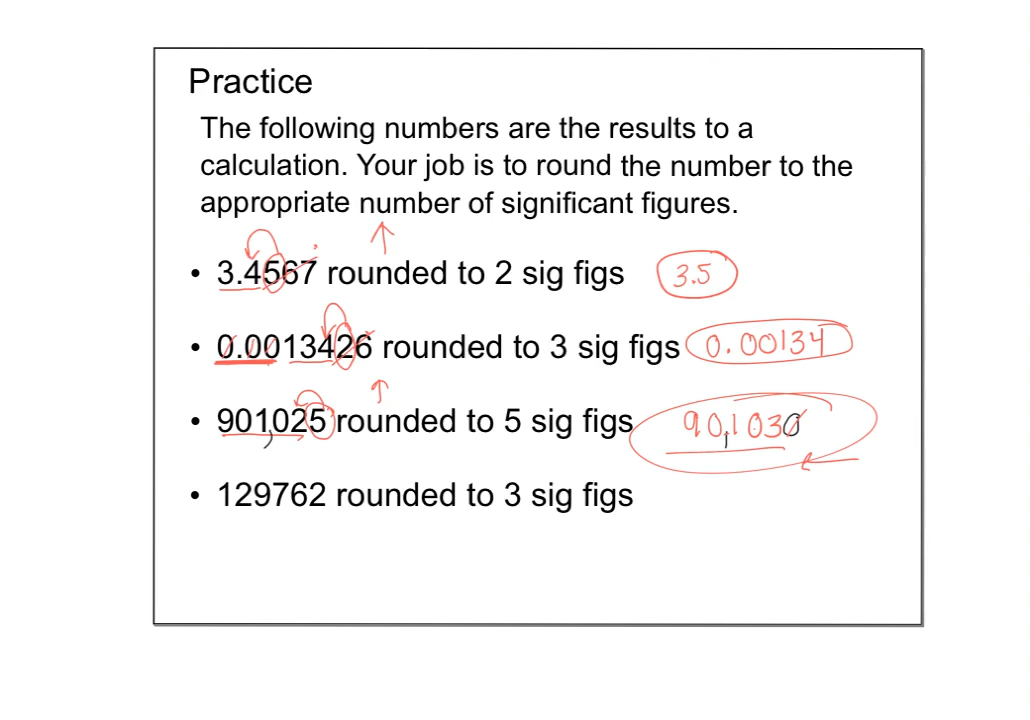 Practice
The following numbers are the results to a
calculation. Your job is to round the number to the
appropriate number of significant figures.
• 3.4567 rounded to 2 sig figs 3.5
• 0.0013426 rounded to 3 sig figs 0.00134
• 901,025 rounded to 5 sig figs 90,1030
• 129762 rounded to 3 sig figs